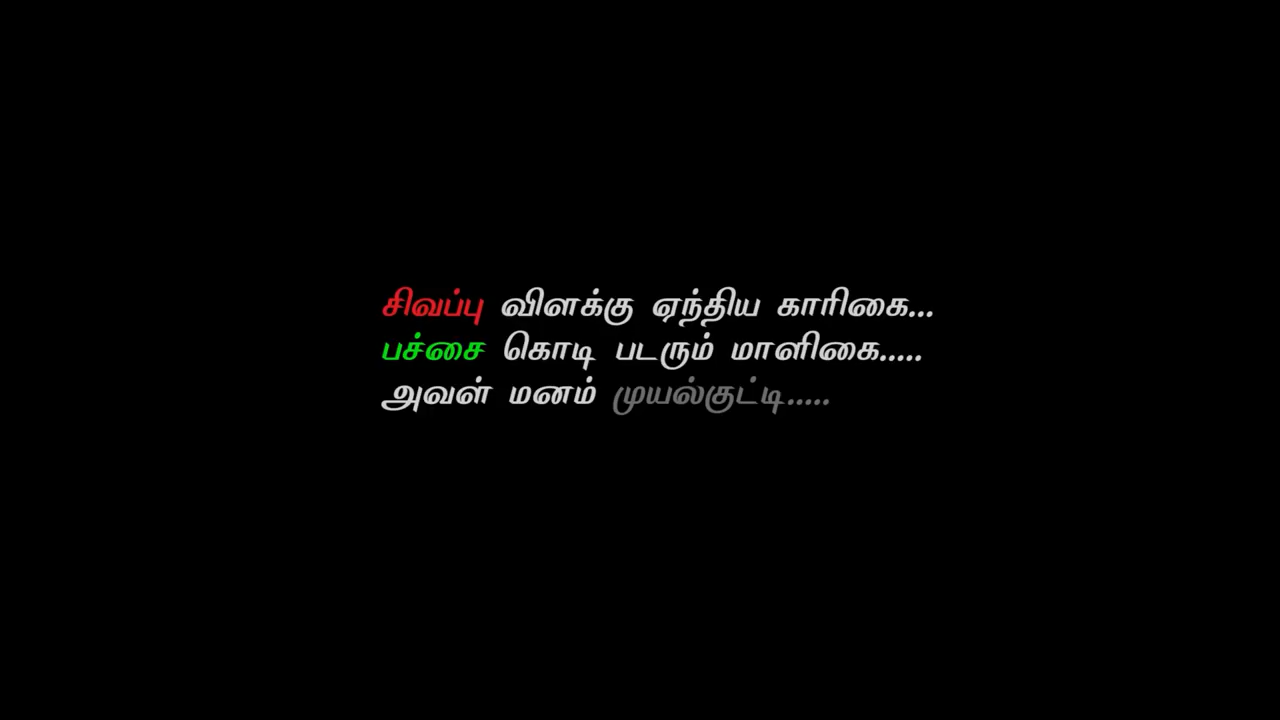 சிவப்பு விளக்கு ஏந்திய காரிகை...
பச்சை கொடி படரும் மாளிகை.....
அவள் மனம் முயல்குட்டி.....